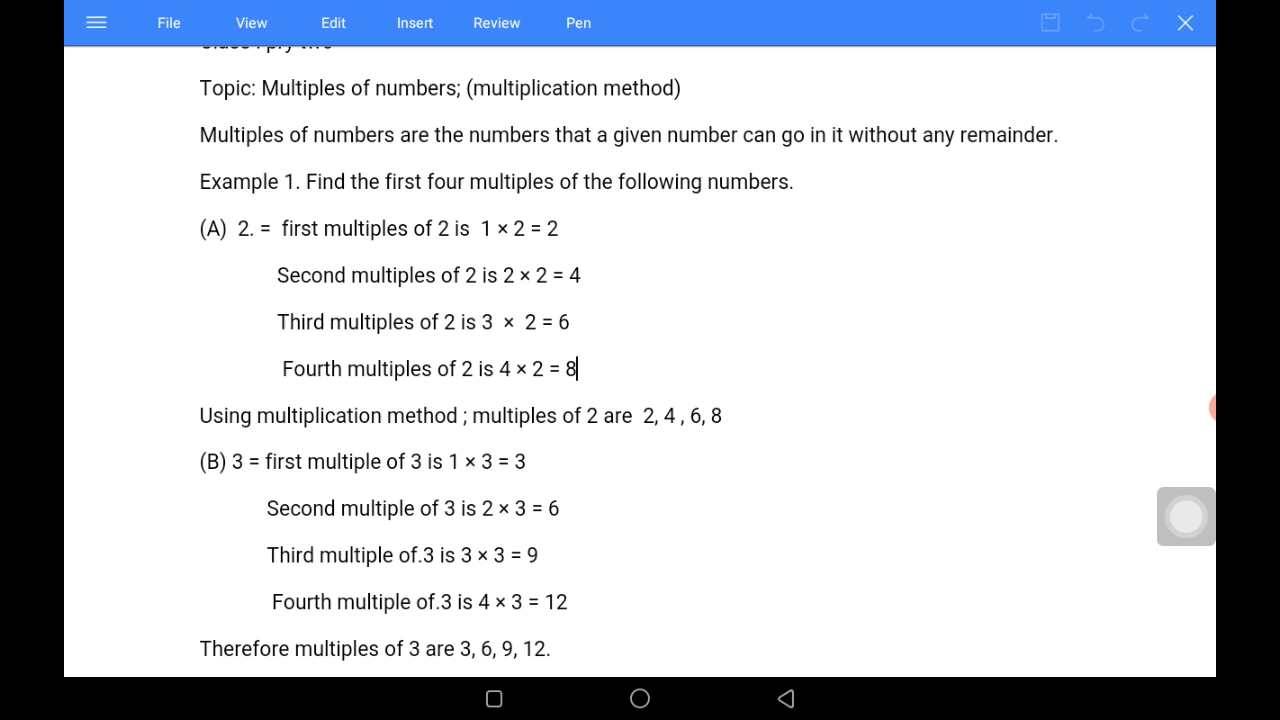 File View Edit Insert Review Pen
Topic: Multiples of numbers; (multiplication method)
Multiples of numbers are the numbers that a given number can go in it without any remainder.
Example 1. Find the first four multiples of the following numbers.
(A) 2. = first multiples of 2 is 1 × 2 = 2
Second multiples of 2 is 2 × 2 = 4
Third multiples of 2 is 3 × 2 = 6
Fourth multiples of 2 is 4 × 2 = 8
Using multiplication method ; multiples of 2 are 2, 4 , 6, 8
(B) 3 = first multiple of 3 is 1 × 3 = 3
Second multiple of 3 is 2 × 3 = 6
Third multiple of.3 is 3 × 3 = 9
Fourth multiple of.3 is 4 × 3 = 12
Therefore multiples of 3 are 3, 6, 9, 12.